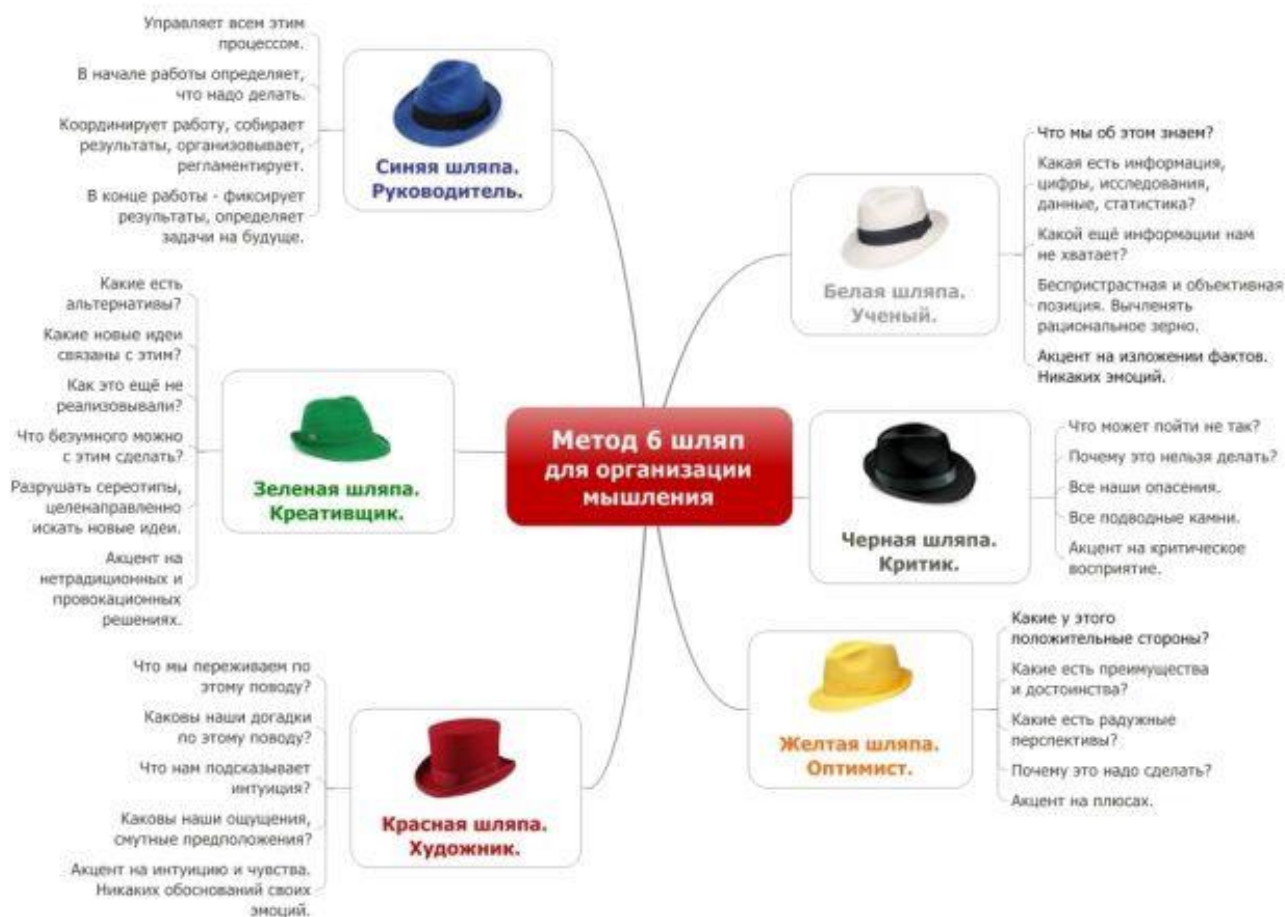 Метод 6 шляп
для организации
мышления
Управляет всем этим
процессом.
В начале работы определяет,
что надо делать.
Координирует работу, собирает
результаты, организовывает,
регламентирует.
В конце работы - фиксирует
результаты, определяет
задачи на будуще.
Синяя шляпа.
Руководитель.
Какие есть
альтернативы?
Какие новые идеи
связаны с этим?
Как это ещё не
реализовывали?
Что безумного можно
с этим сделать?
Разрушать сереотипы,
целенаправленно
искать новые идеи.
Акцент на
нетрадиционных и
провокационных
решениях.
Зеленая шляпа.
Креативщик.
Что мы переживаем по
этому поводу?
Каковы наши догадки
по этому поводу?
Что нам подсказывает
интуиция?
Каковы наши ощущения,
смутные предположения?
Акцент на интуицию и чувства.
Никаких обоснований своих
эмоций.
Красная шляпа.
Художник.
Белая шляпа.
Ученый.
Что мы об этом знаем?
Какая есть информация,
цифры, исследования,
данные, статистика?
Какой ещё информации нам
не хватает?
Беспристрастная и объективная
позиция. Вычленять
рациональное зерно.
Акцент на изложении фактов.
Никаких эмоций.
Черная шляпа.
Критик.
Что может пойти не так?
Почему это нельзя делать?
Все наши опасения.
Все подводные камни.
Акцент на критическое
восприятие.
Желтая шляпа.
Оптимист.
Какие у этого
положительные стороны?
Какие есть преимущества
и достоинства?
Какие есть радужные
перспективы?
Почему это надо сделать?
Акцент на плюсах.